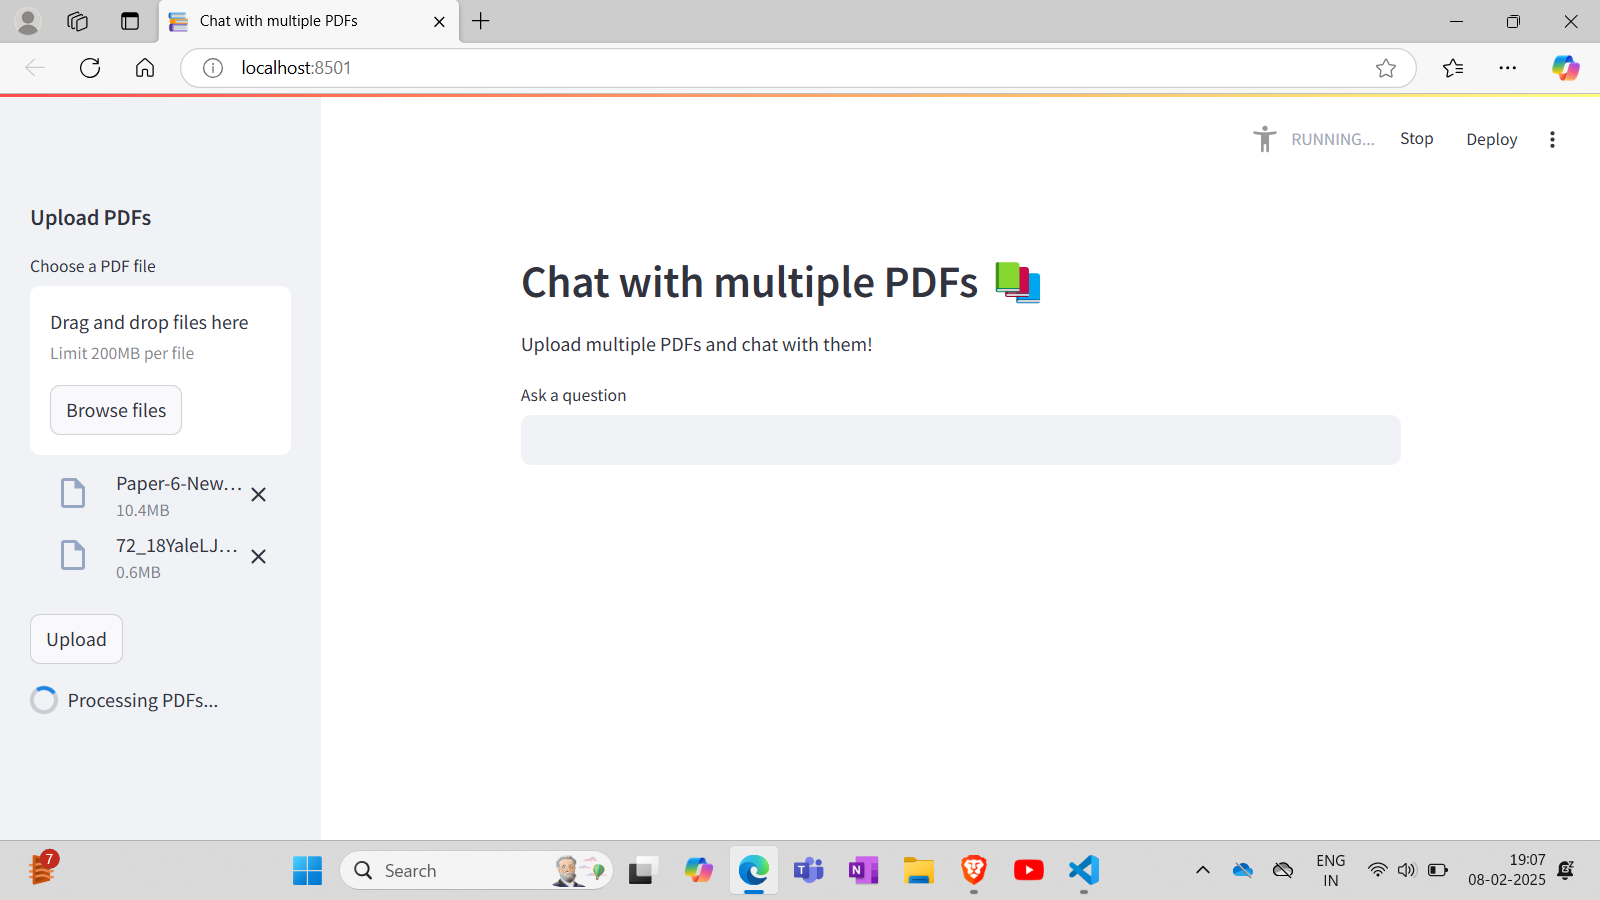 Chat with multiple PDFs
localhost:8501
RUNNING...
Stop
Deploy
Upload PDFs
Choose a PDF file
Drag and drop files here
Limit 200MB per file
Browse files
Paper-6-New...
10.4MB
72_18YaleLJ...
0.6MB
Upload
Processing PDFs...
Chat with multiple PDFs
Upload multiple PDFs and chat with them!
Ask a question
7
Search
N
ENG
IN
19:07
08-02-2025